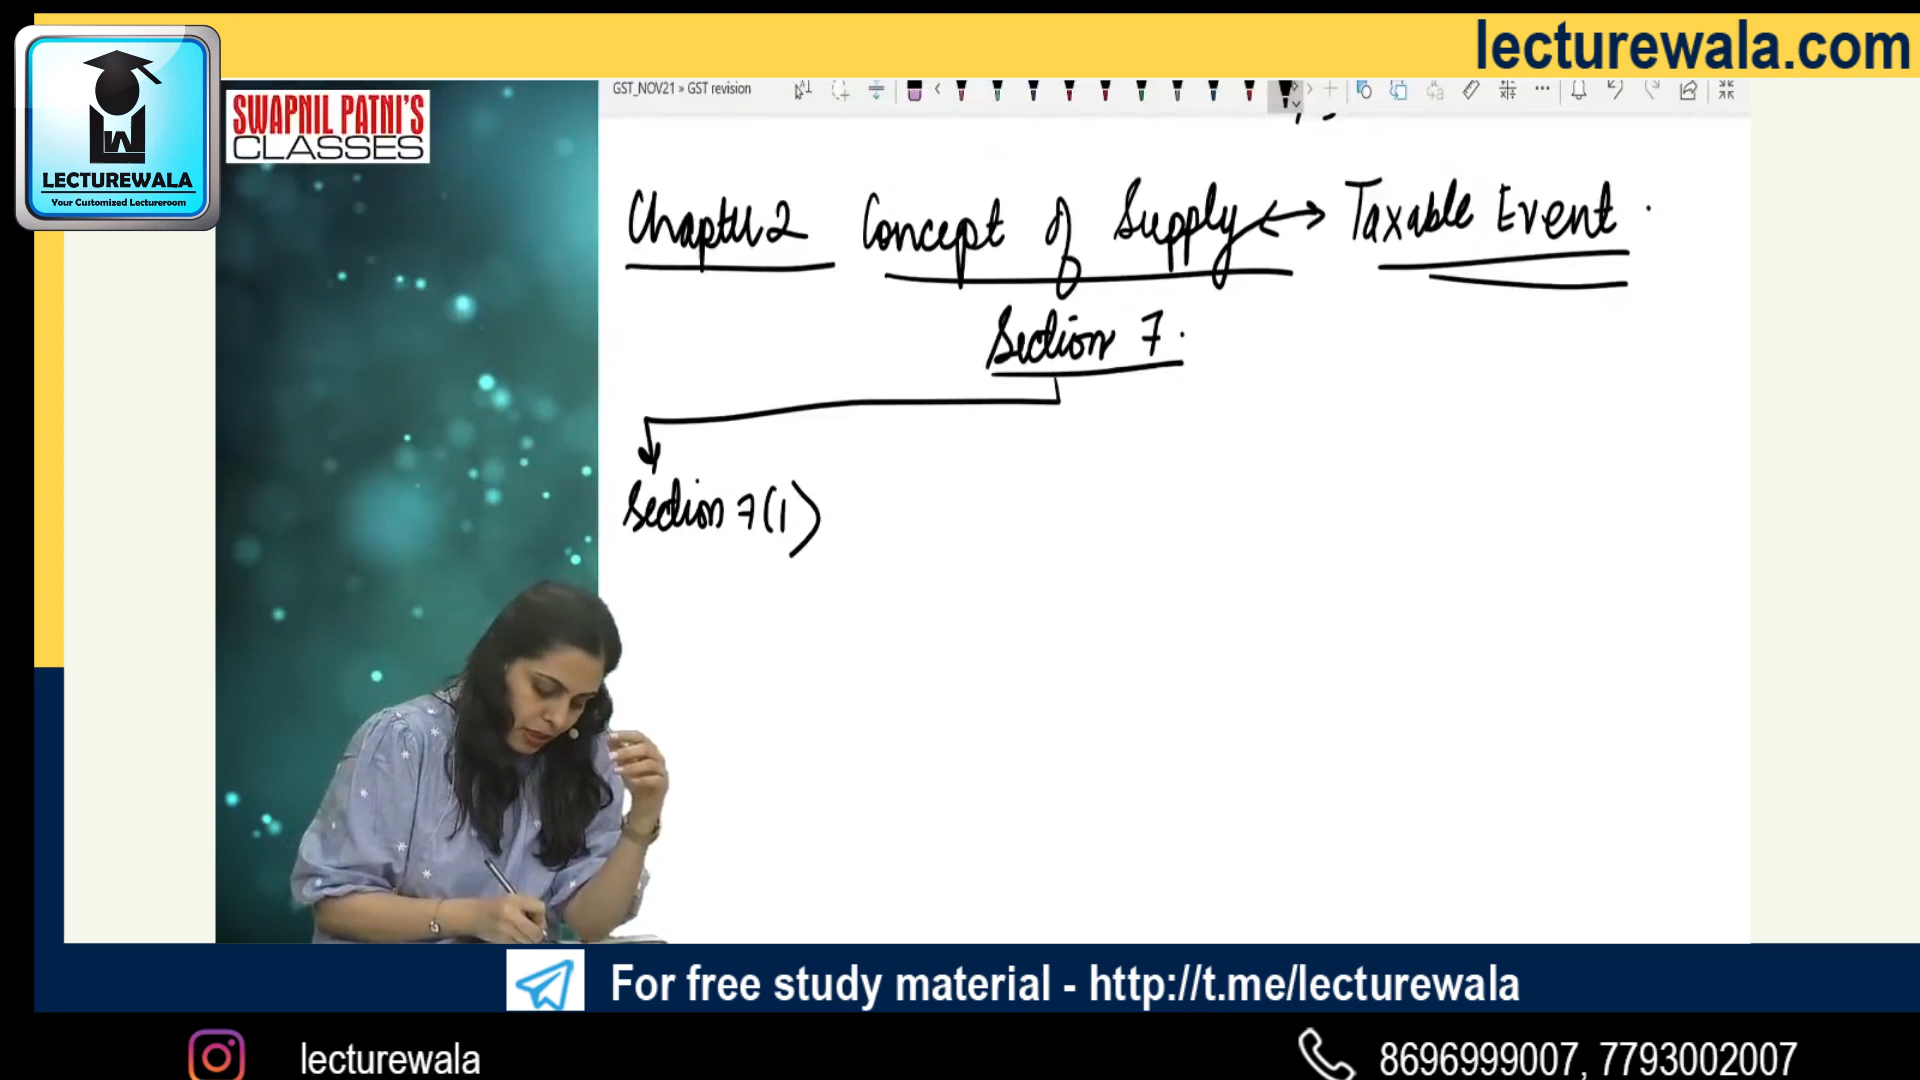 lecturewala.com
LW
LECTUREWALA
Your Customized Lectureroom
SWAPNIL PATNI'S
CLASSES
GST_NOV21 » GST revision
Chapter 2 Concept of Supply ↔ Taxable Event.
Section 7.
Section 7(1)
For free study material - http://t.me/lecturewala
lecturewala
8696999007, 7793002007